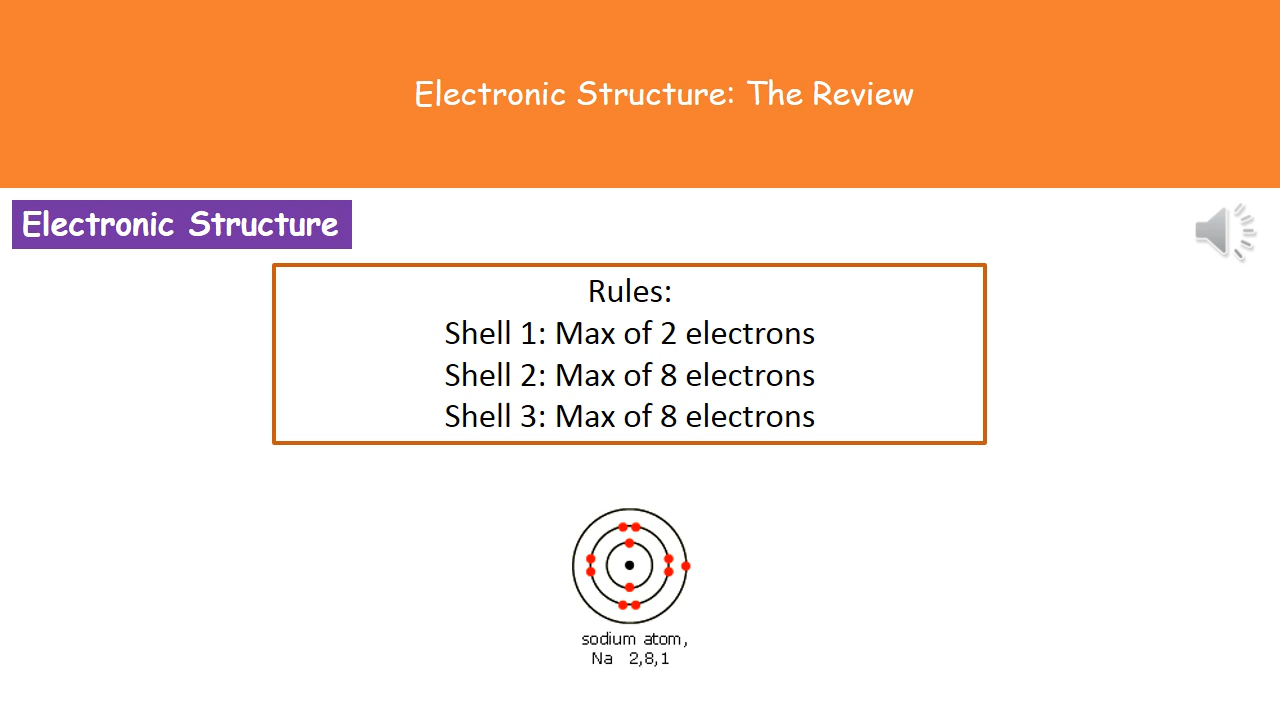 Electronic Structure: The Review
Electronic Structure
Rules:
Shell 1: Max of 2 electrons
Shell 2: Max of 8 electrons
Shell 3: Max of 8 electrons
sodium atom,
Na 2,8,1